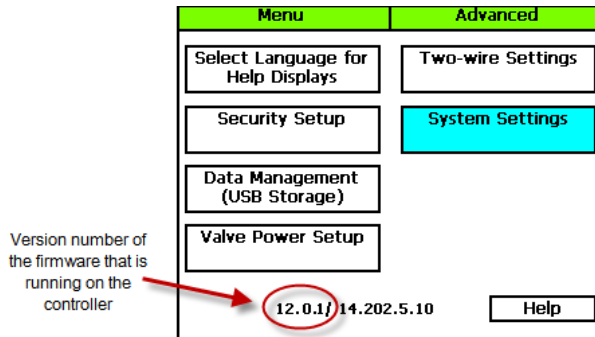 Menu
Advanced
Select Language for
Help Displays
Two-wire Settings
Security Setup
System Settings
Data Management
(USB Storage)
Valve Power Setup
Version number of
the firmware that is
running on the
controller
12.0.1/ 14.202.5.10
Help